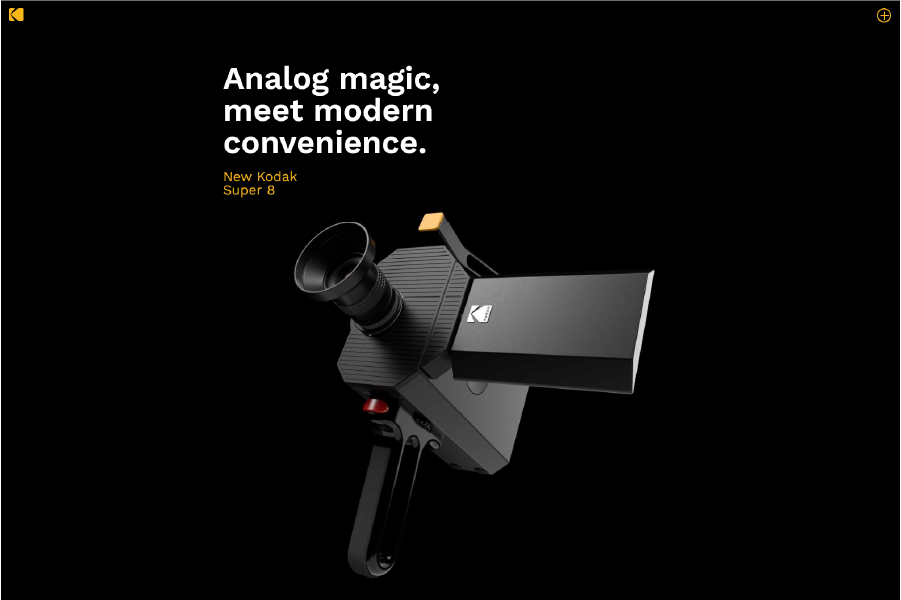 Analog magic,
meet modern
convenience.
New Kodak
Super 8